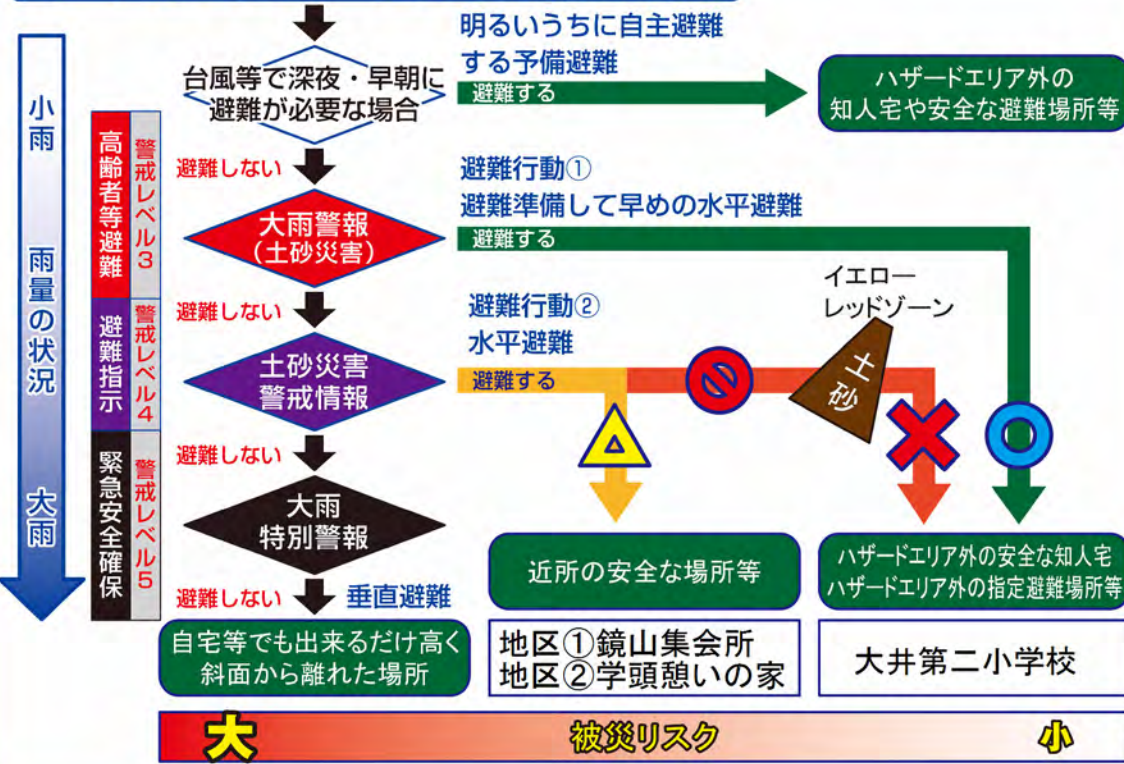 明るいうちに自主避難
する予備避難
避難する
台風等で深夜・早朝に
避難が必要な場合
ハザードエリア外の
知人宅や安全な避難場所等
小雨
雨量の状況
大雨
高齢者等避難
警戒レベル3
避難しない
大雨警報
(土砂災害)
避難行動①
避難準備して早めの水平避難
避難する
避難指示
警戒レベル4
避難しない
土砂災害
警戒情報
避難行動②
水平避難
避難する
イエロー
レッドゾーン
土砂
緊急安全確保
警戒レベル5
避難しない
大雨
特別警報
避難しない
垂直避難
自宅等でも出来るだけ高く
斜面から離れた場所
近所の安全な場所等
地区①鏡山集会所
地区②学頭憩いの家
ハザードエリア外の安全な知人宅
ハザードエリア外の指定避難場所等
大井第二小学校
大
被災リスク
小